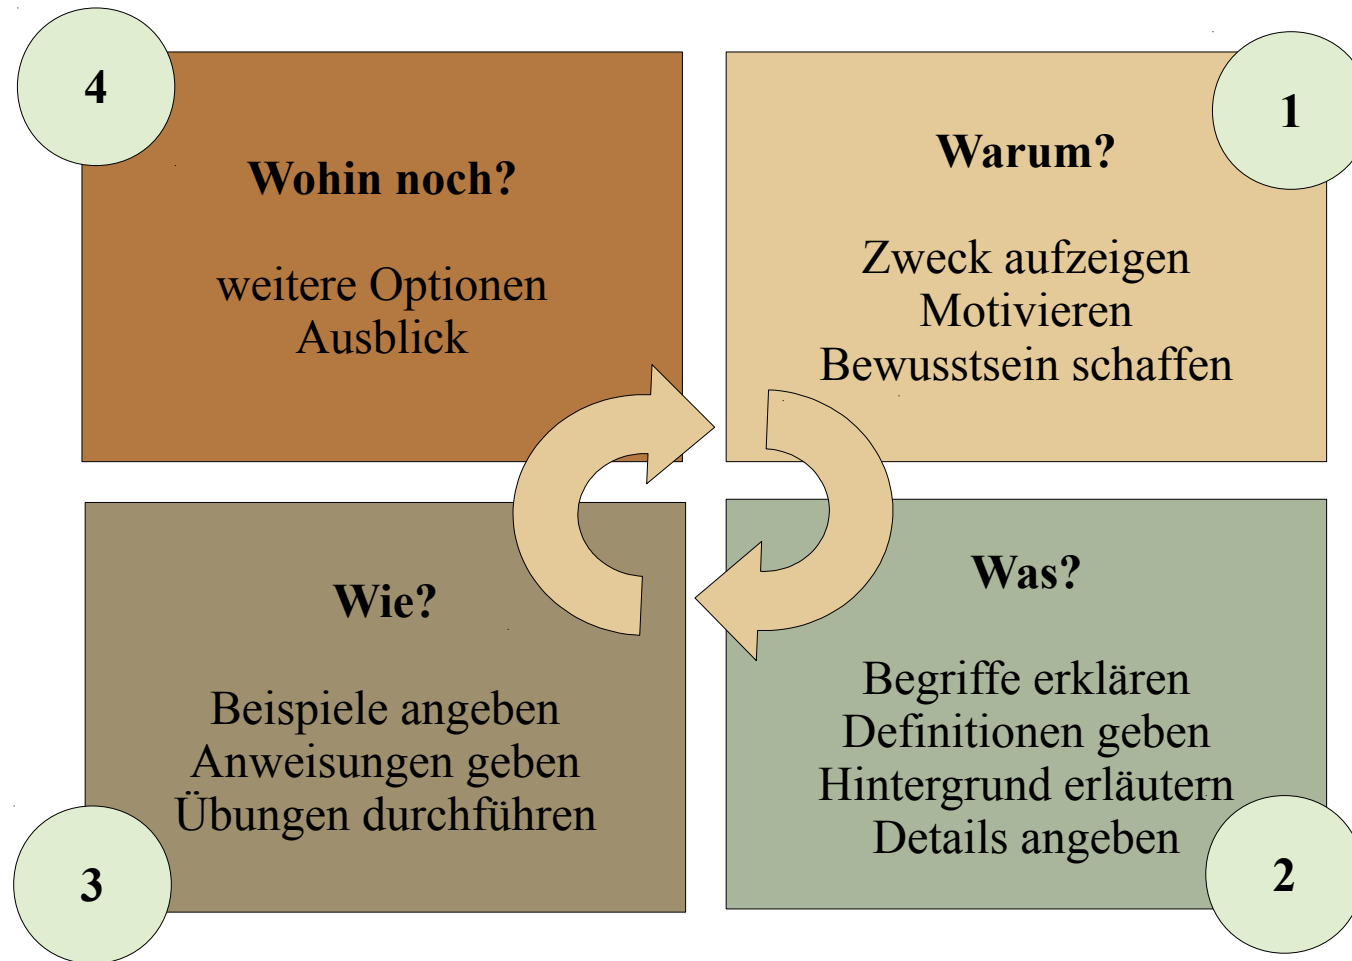 4
Wohin noch?
weitere Optionen
Ausblick
1
Warum?
Zweck aufzeigen
Motivieren
Bewusstsein schaffen
Wie?
Beispiele angeben
Anweisungen geben
Übungen durchführen
3
Was?
Begriffe erklären
Definitionen geben
Hintergrund erläutern
Details angeben
2